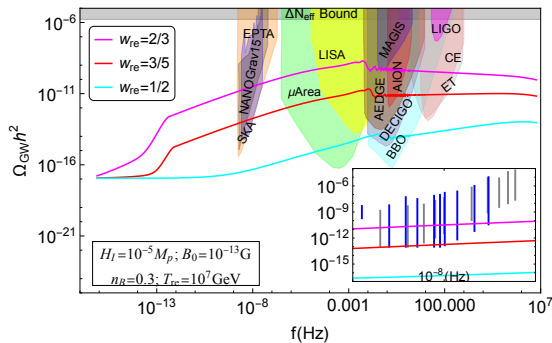 ΔN_eff Bound
10^-6
10^-11
10^-16
10^-21
Ω_GW h^2
w_re=2/3
w_re=3/5
w_re=1/2
EPTA
NANOGrav15
SKA
LISA
μArea
MAGIS
AEDGE
AION
DECIGO
BBO
LIGO
CE
ET
H_I=10^-5 M_p; B_0=10^-13G
n_B=0.3; T_re=10^7GeV
10^-6
10^-9
10^-12
10^-15
10^-8(Hz)
10^-13
10^-8
0.001
100.000
10^7
f(Hz)